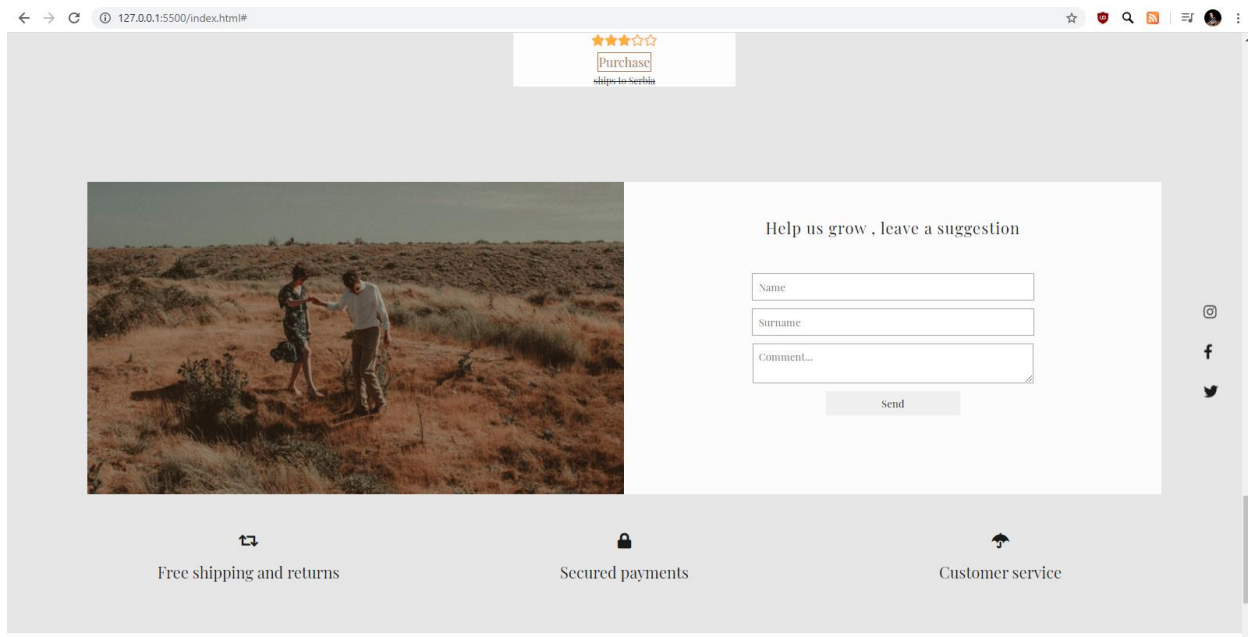 127.0.0.1:5500/index.html#
Purchase
ships to Serbia
Help us grow , leave a suggestion
Name
Surname
Comment...
Send
Free shipping and returns
Secured payments
Customer service